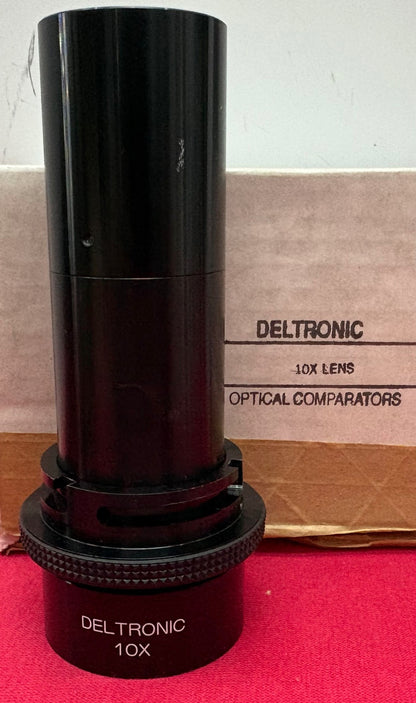 DELTRONIC
10X LENS
OPTICAL COMPARATORS
DELTRONIC
10X